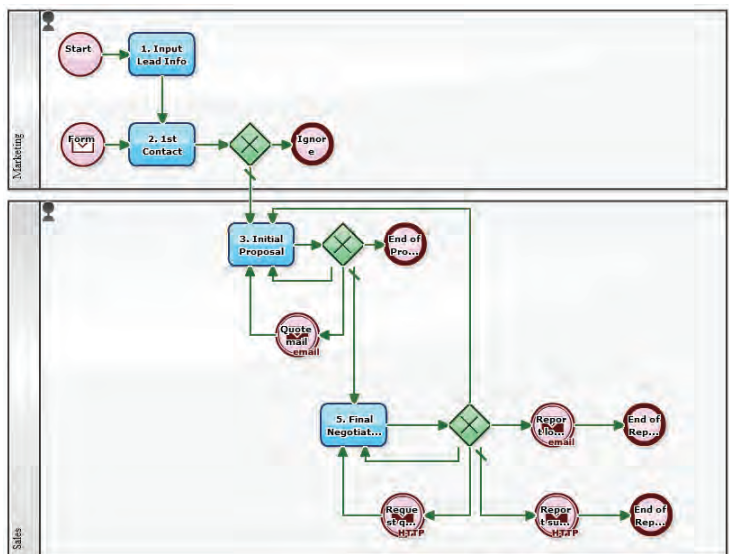 Marketing
Start
1. Input
Lead Info
Form
2. 1st
Contact
Ignor
e
Sales
3. Initial
Proposal
End of
Pro...
Quote
mail
email
5. Final
Negotiat...
Repor
t lo...
email
End of
Rep...
Reque
st q...
HTTP
Repor
t su...
HTTP
End of
Rep...